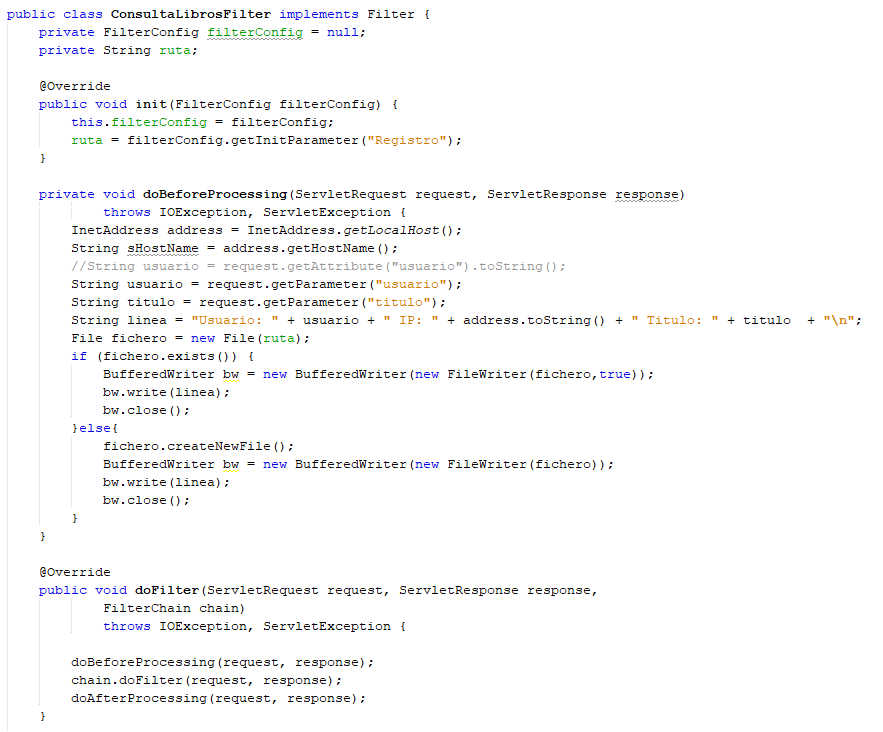 public class ConsultaLibrosFilter implements Filter {
    private FilterConfig filterConfig = null;
    private String ruta;

    @Override
    public void init(FilterConfig filterConfig) {
        this.filterConfig = filterConfig;
        ruta = filterConfig.getInitParameter("Registro");
    }

    private void doBeforeProcessing(ServletRequest request, ServletResponse response)
            throws IOException, ServletException {
        InetAddress address = InetAddress.getLocalHost();
        String sHostName = address.getHostName();
        //String usuario = request.getAttribute("usuario").toString();
        String usuario = request.getParameter("usuario");
        String titulo = request.getParameter("titulo");
        String linea = "Usuario: " + usuario + " IP: " + address.toString() + " Titulo: " + titulo  + "\n";
        File fichero = new File(ruta);
        if (fichero.exists()) {
            BufferedWriter bw = new BufferedWriter(new FileWriter(fichero,true));
            bw.write(linea);
            bw.close();
        }else{
            fichero.createNewFile();
            BufferedWriter bw = new BufferedWriter(new FileWriter(fichero));
            bw.write(linea);
            bw.close();
        }
    }

    @Override
    public void doFilter(ServletRequest request, ServletResponse response,
            FilterChain chain)
            throws IOException, ServletException {

        doBeforeProcessing(request, response);
        chain.doFilter(request, response);
        doAfterProcessing(request, response);
    }